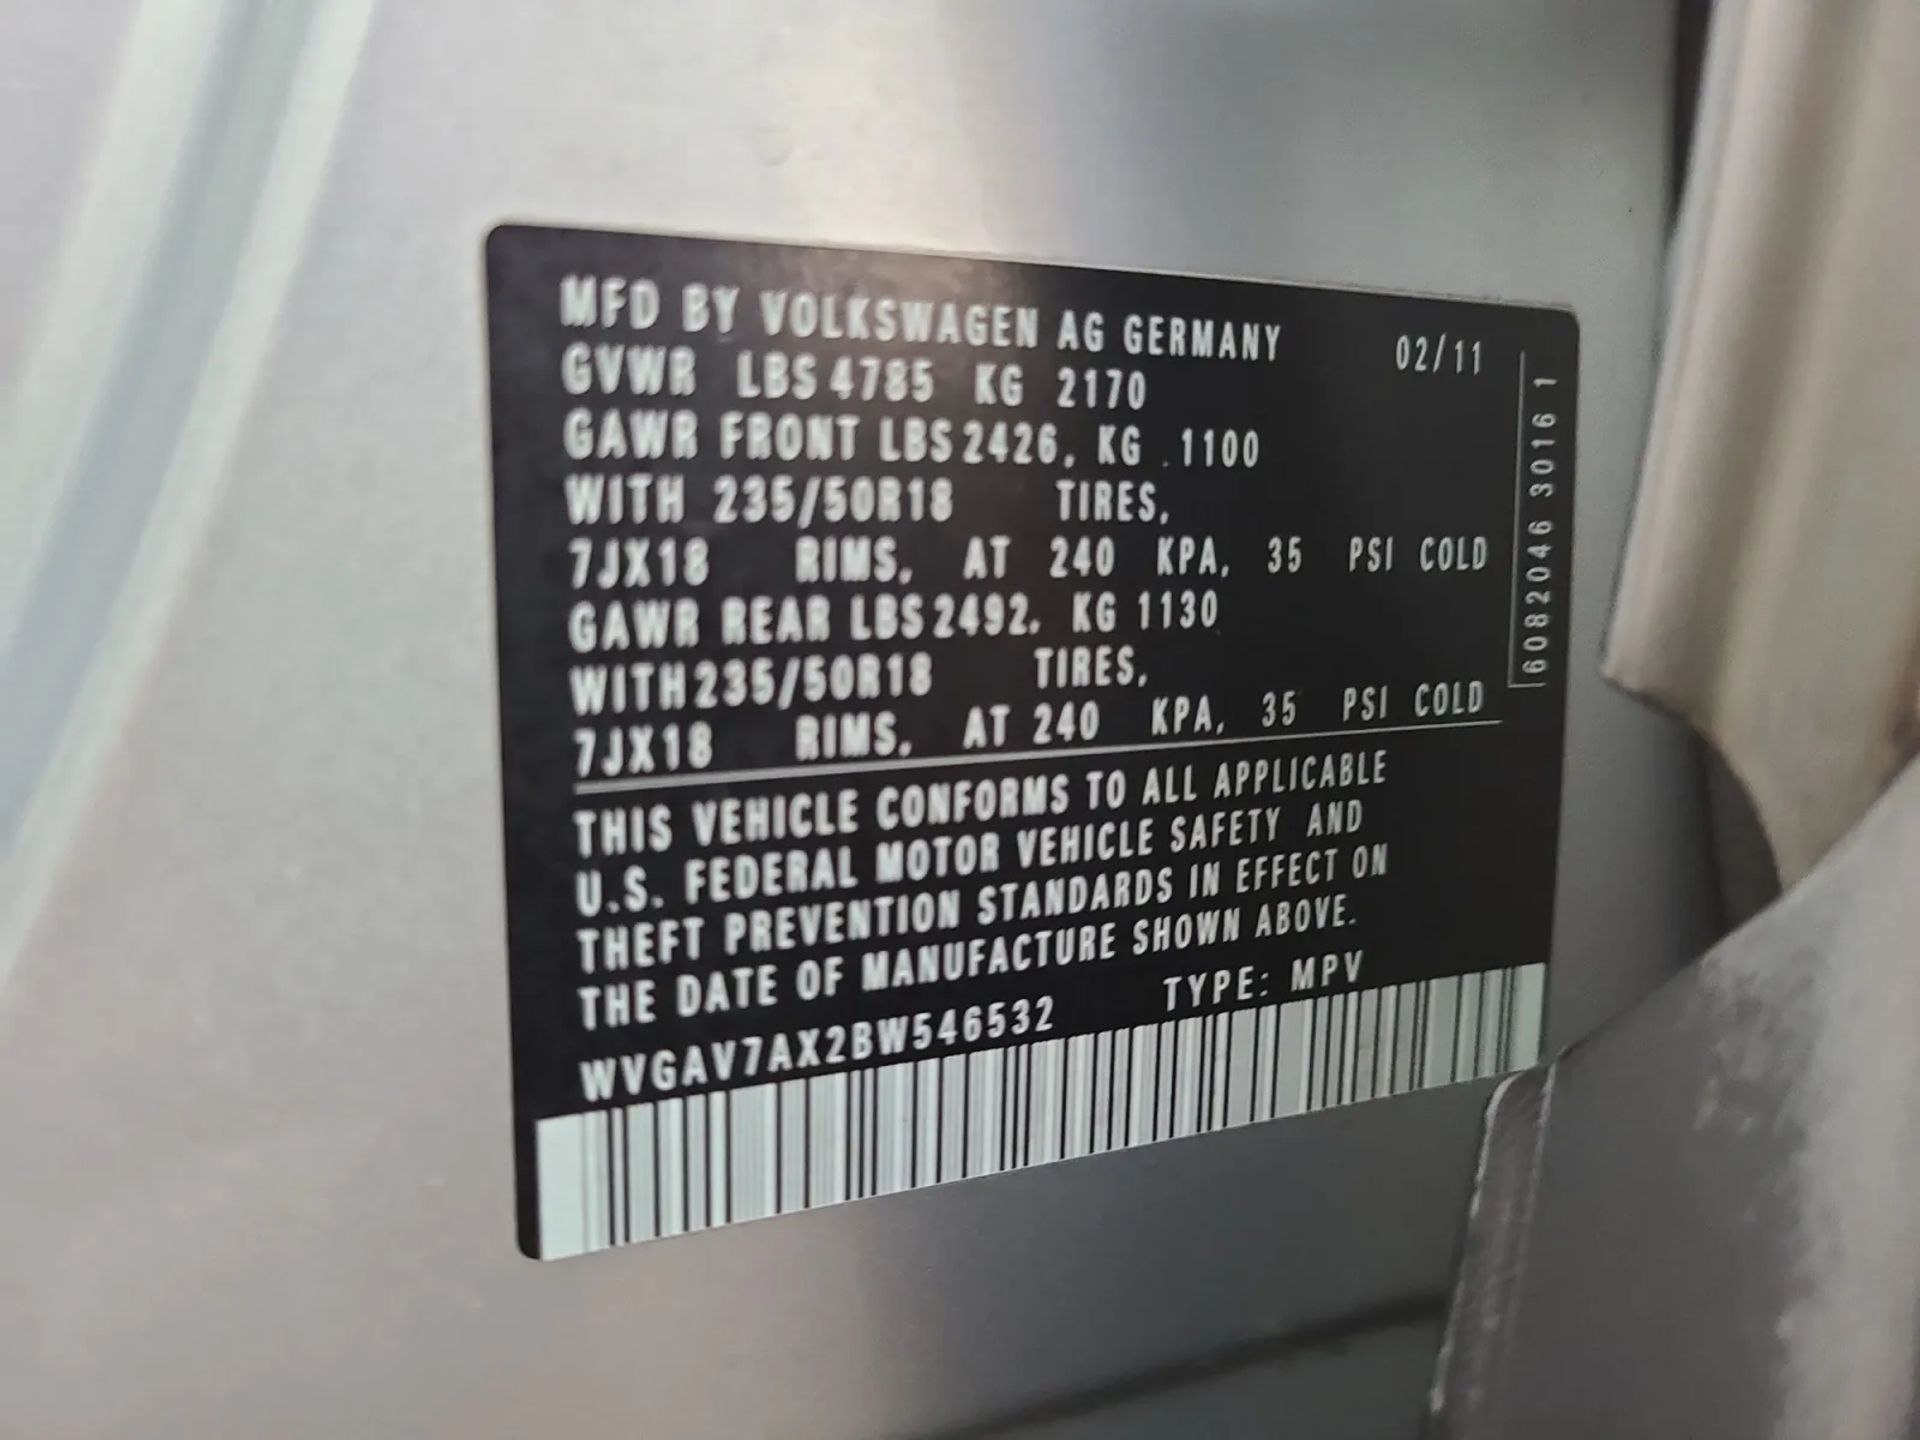 MFD BY VOLKSWAGEN AG GERMANY 02/11
GVWR LBS 4785 KG 2170
GAWR FRONT LBS 2426, KG 1100
WITH 235/50R18 TIRES,
7JX18 RIMS, AT 240 KPA, 35 PSI COLD
GAWR REAR LBS 2492, KG 1130
WITH 235/50R18 TIRES,
7JX18 RIMS, AT 240 KPA, 35 PSI COLD
THIS VEHICLE CONFORMS TO ALL APPLICABLE
U.S. FEDERAL MOTOR VEHICLE SAFETY AND
THEFT PREVENTION STANDARDS IN EFFECT ON
THE DATE OF MANUFACTURE SHOWN ABOVE.
WVGAV7AX2BW546532 TYPE: MPV
6082046 3016 1